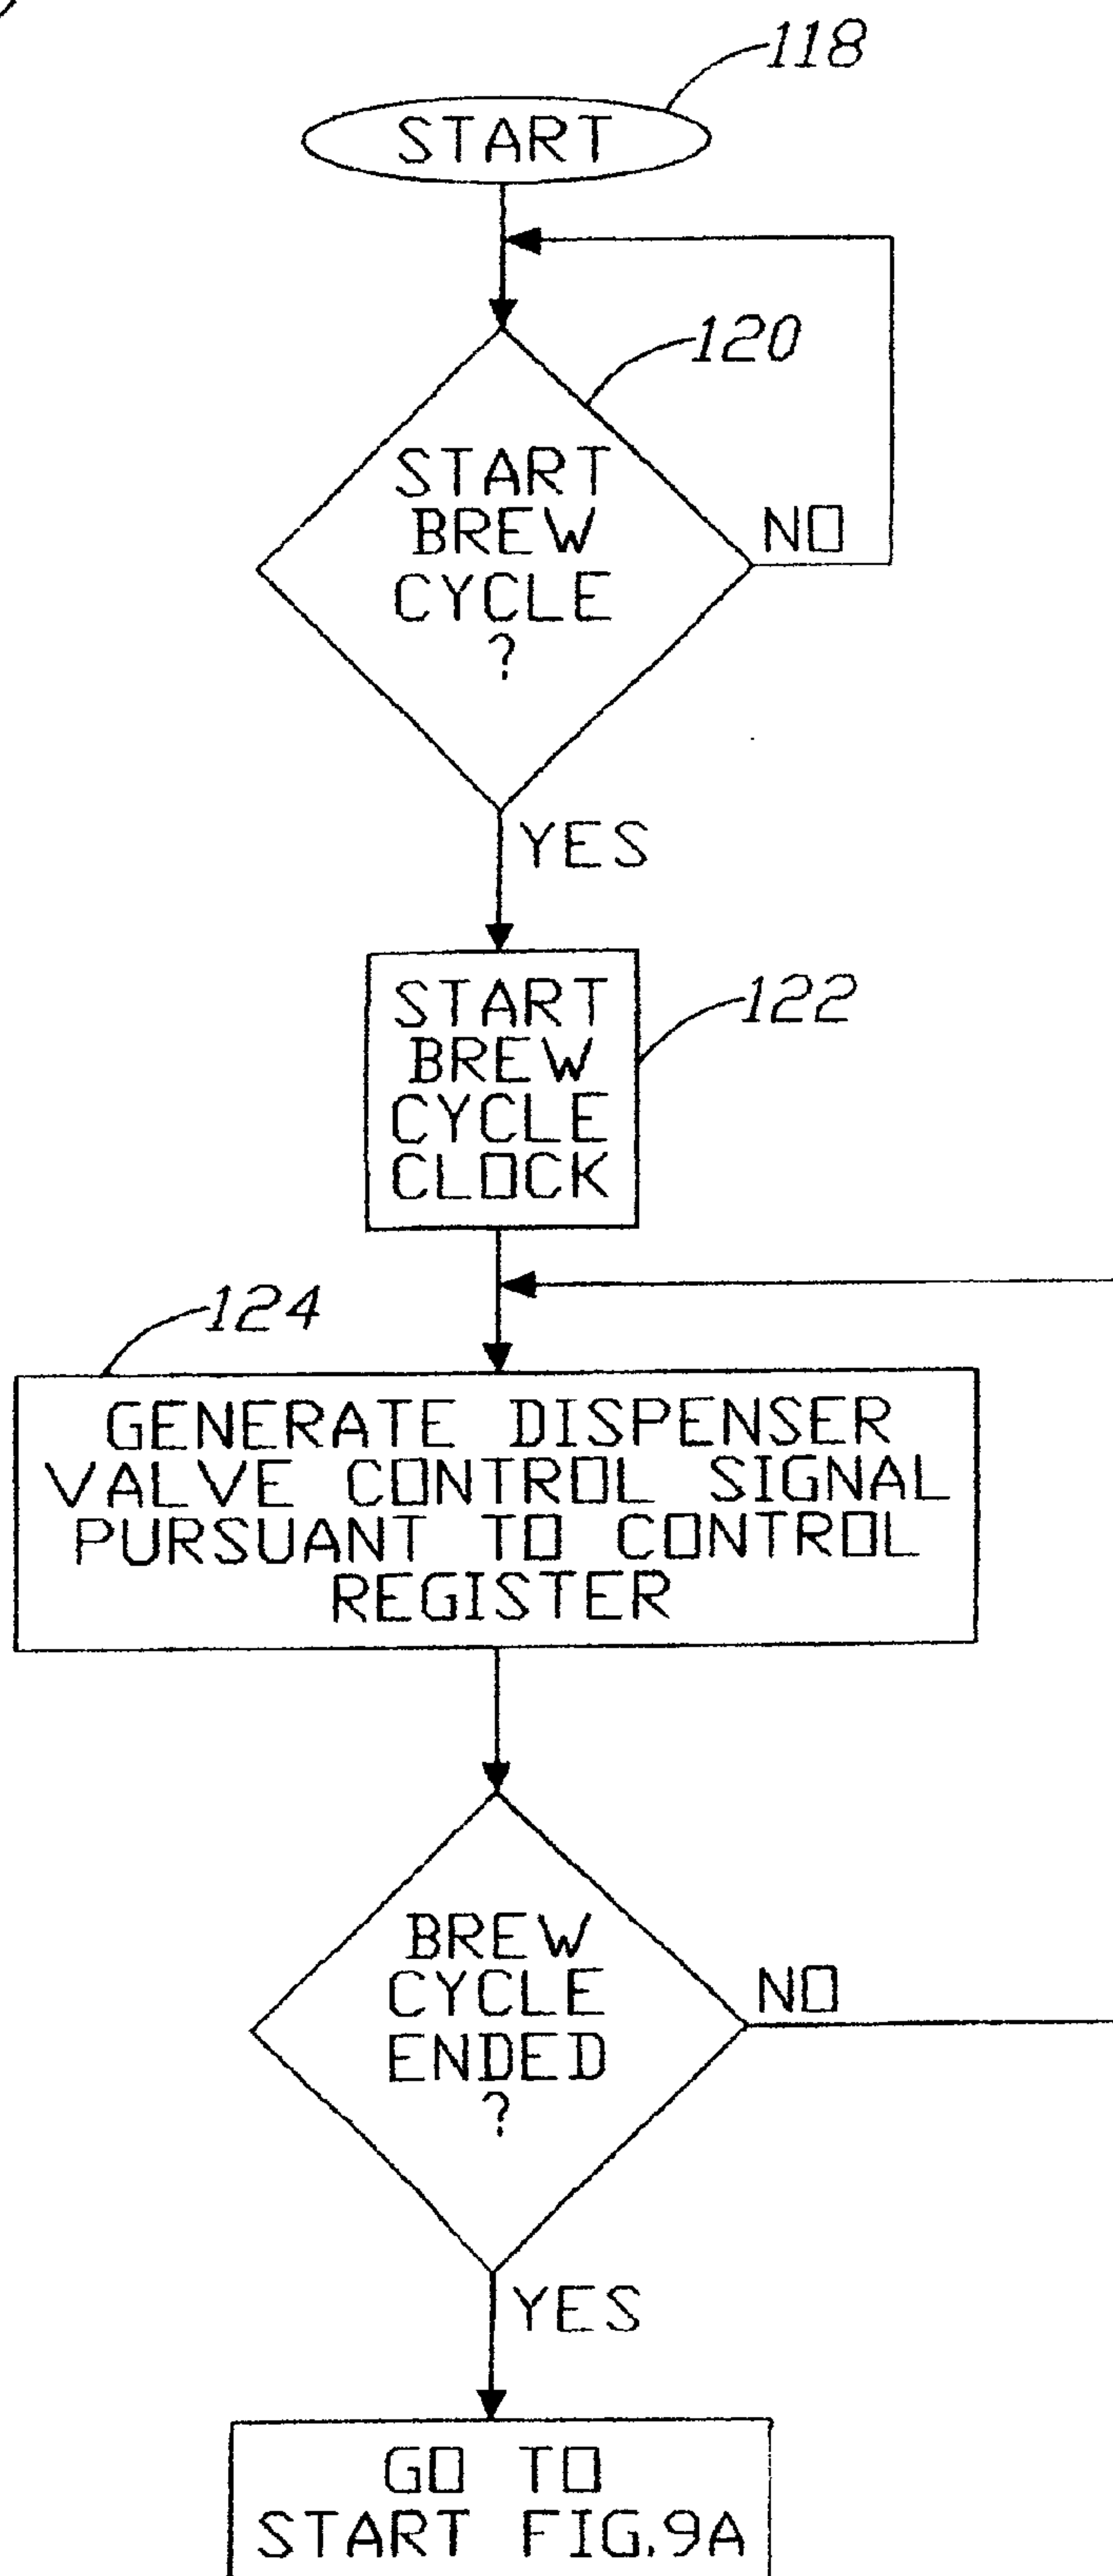 118
START
120
START
BREW
CYCLE
?
NO
YES
START
BREW
CYCLE
CLOCK
122
124
GENERATE DISPENSER
VALVE CONTROL SIGNAL
PURSUANT TO CONTROL
REGISTER
BREW
CYCLE
ENDED
?
NO
YES
GO TO
START FIG.9A